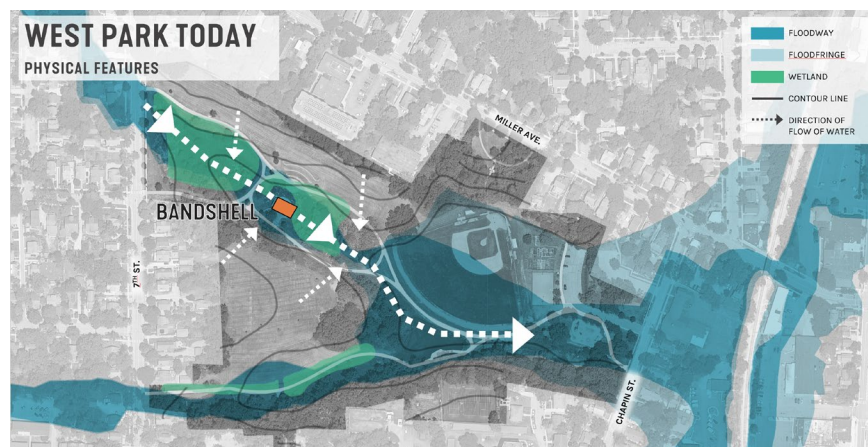 WEST PARK TODAY
PHYSICAL FEATURES
FLOODWAY
FLOODFRINGE
WETLAND
CONTOUR LINE
DIRECTION OF
FLOW OF WATER
MILLER AVE.
BANDSHELL
7TH ST.
CHAPIN ST.